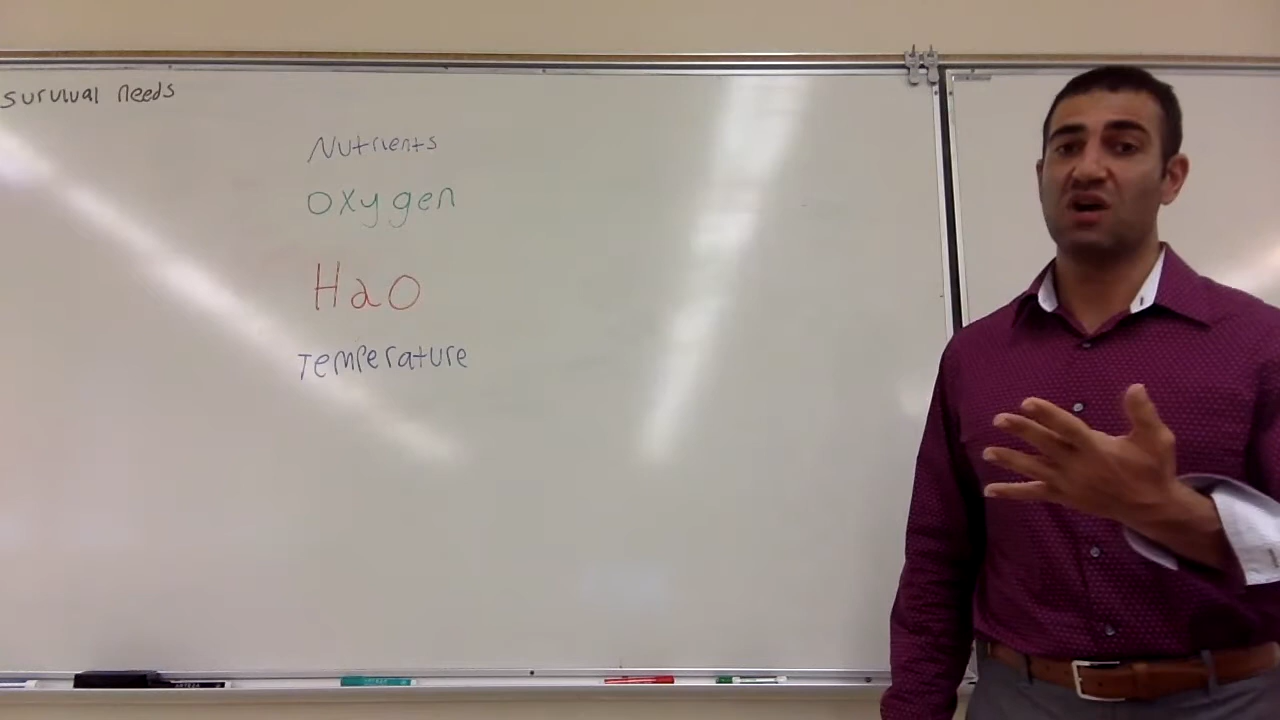 survival needs
Nutrients
oxygen
H2O
Temperature